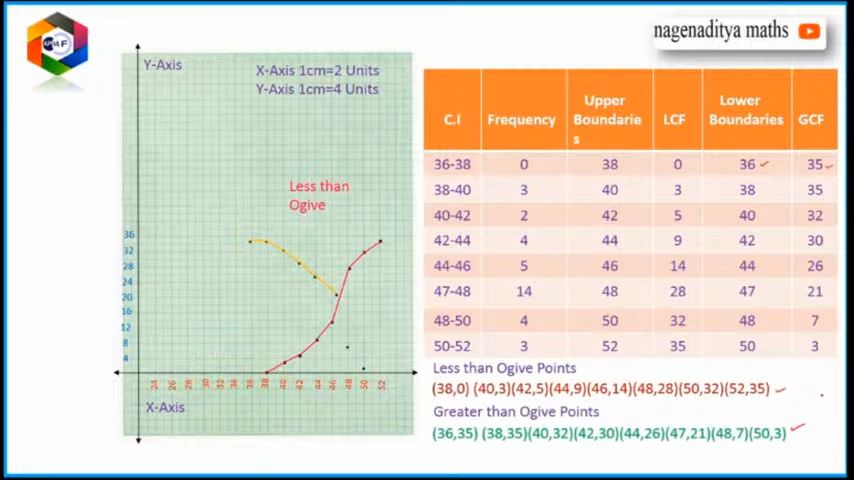 APMF
nagenaditya maths
Y-Axis
X-Axis 1cm=2 Units
Y-Axis 1cm=4 Units
Less than
Ogive
36
32
28
24
20
16
12
8
4
24 26 28 30 32 34 36 38 40 42 44 46 48 50 52
X-Axis
C.I Frequency Upper Boundarie s LCF Lower Boundaries GCF
36-38 0 38 0 36 35
38-40 3 40 3 38 35
40-42 2 42 5 40 32
42-44 4 44 9 42 30
44-46 5 46 14 44 26
47-48 14 48 28 47 21
48-50 4 50 32 48 7
50-52 3 52 35 50 3
Less than Ogive Points
(38,0) (40,3)(42,5)(44,9)(46,14)(48,28)(50,32)(52,35)
Greater than Ogive Points
(36,35) (38,35)(40,32)(42,30)(44,26)(47,21)(48,7)(50,3)